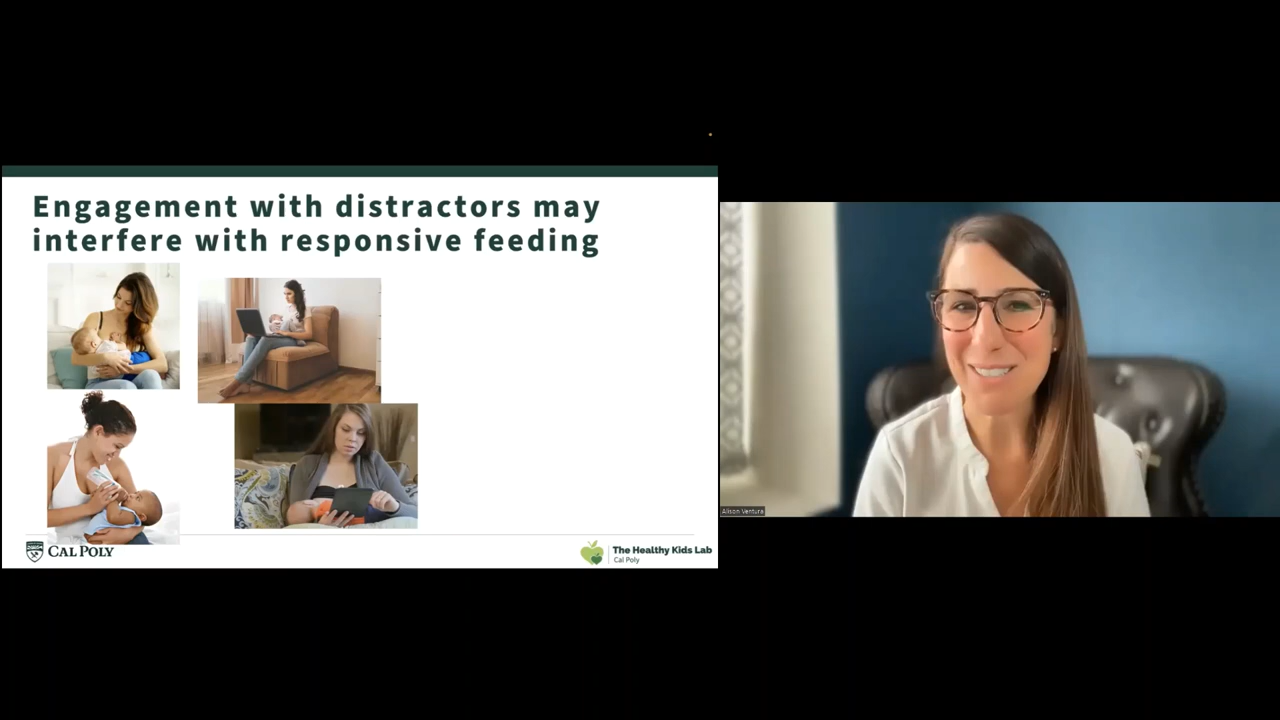 Engagement with distractors may
interfere with responsive feeding
CAL POLY
The Healthy Kids Lab
Cal Poly
Alison Ventura